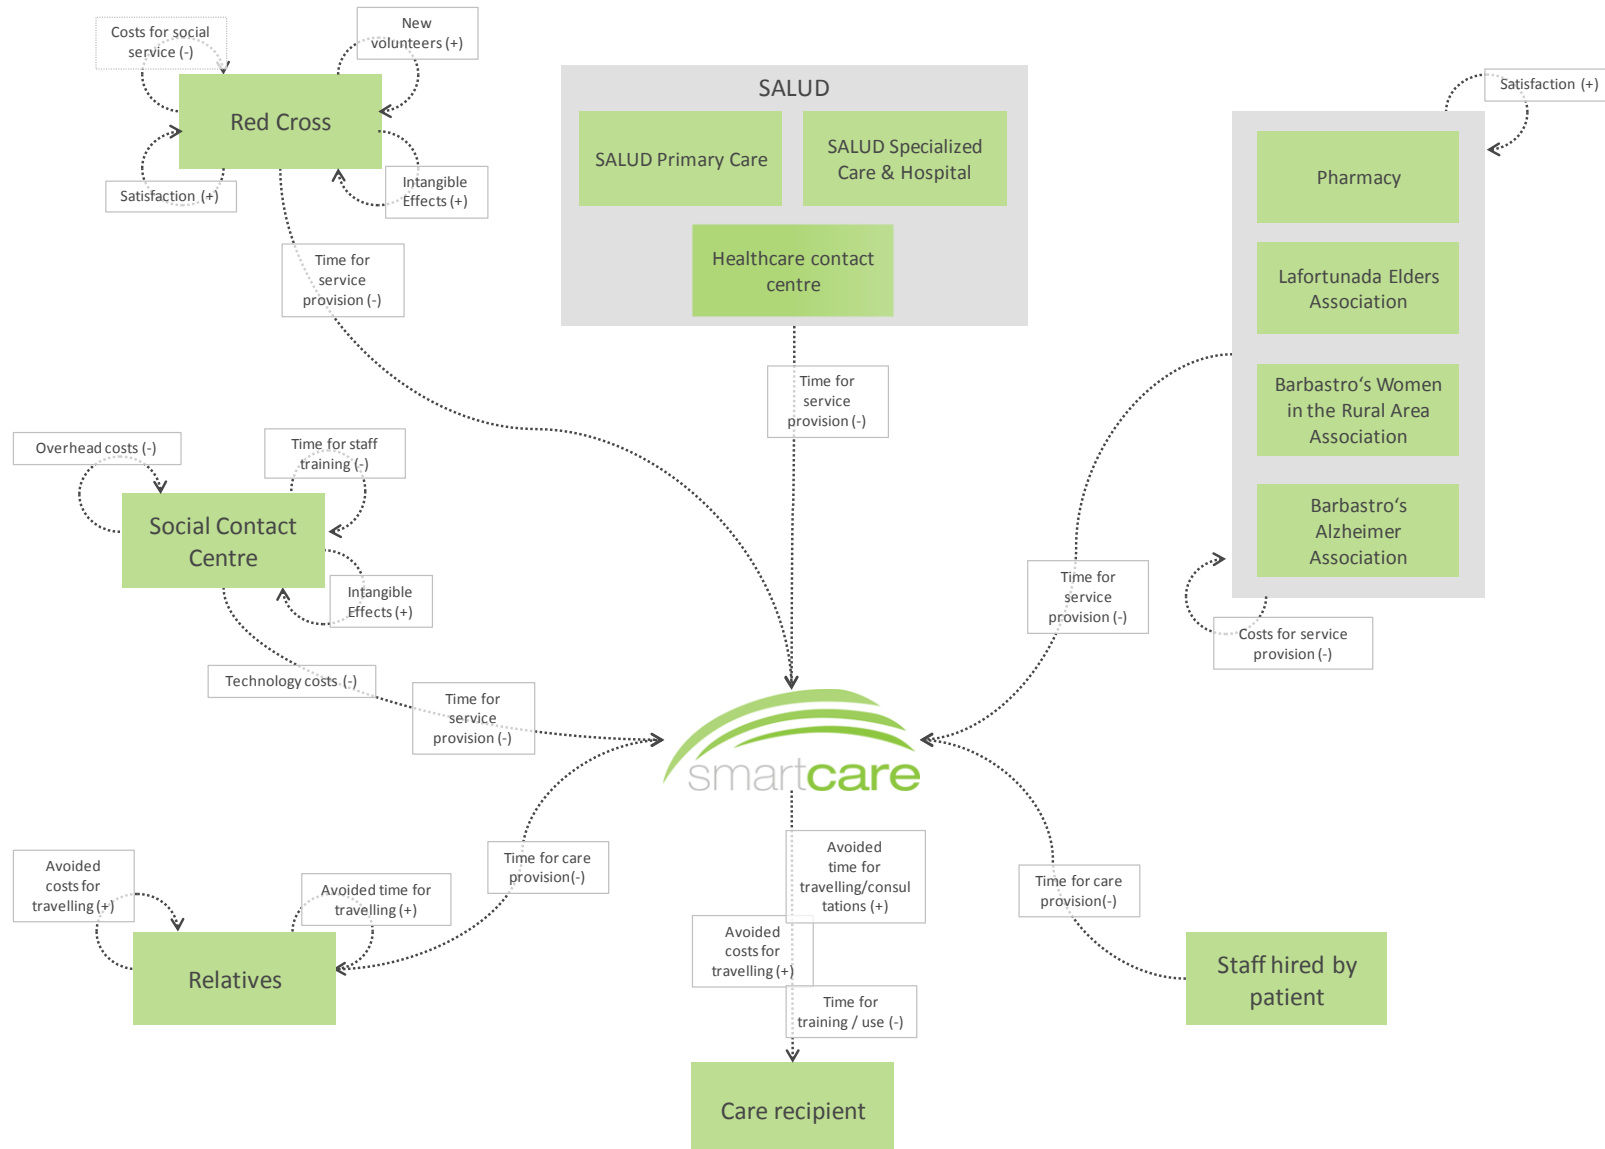 Costs for social
service (-)
New
volunteers (+)
Red Cross
Satisfaction (+)
Intangible
Effects (+)
Time for
service
provision (-)
SALUD
SALUD Primary Care
SALUD Specialized
Care & Hospital
Healthcare contact
centre
Time for
service
provision (-)
Satisfaction (+)
Pharmacy
Lafortunada Elders
Association
Barbastro‘s Women
in the Rural Area
Association
Barbastro‘s
Alzheimer
Association
Time for
service
provision (-)
Costs for service
provision (-)
Overhead costs (-)
Time for staff
training (-)
Social Contact
Centre
Intangible
Effects (+)
Technology costs (-)
Time for
service
provision (-)
smartcare
Avoided
costs for
travelling (+)
Avoided time for
travelling (+)
Relatives
Time for care
provision(-)
Avoided
time for
travelling/consul
tations (+)
Avoided
costs for
travelling (+)
Time for
training / use (-)
Care recipient
Time for care
provision(-)
Staff hired by
patient